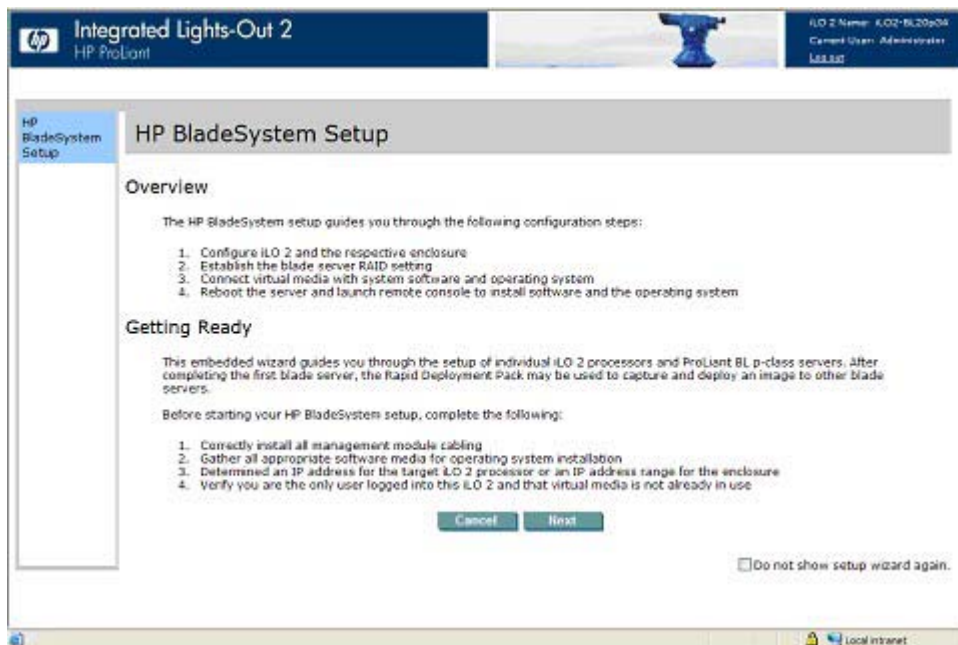 hp
Integrated Lights-Out 2
HP ProLiant
iLO 2 Name: iLO2-BL20pG4
Current User: Administrator
Log out
HP
BladeSystem
Setup
HP BladeSystem Setup
Overview
The HP BladeSystem setup guides you through the following configuration steps:
1. Configure iLO 2 and the respective enclosure
2. Establish the blade server RAID setting
3. Connect virtual media with system software and operating system
4. Reboot the server and launch remote console to install software and the operating system
Getting Ready
This embedded wizard guides you through the setup of individual iLO 2 processors and ProLiant BL p-class servers. After
completing the first blade server, the Rapid Deployment Pack may be used to capture and deploy an image to other blade
servers.
Before starting your HP BladeSystem setup, complete the following:
1. Correctly install all management module cabling
2. Gather all appropriate software media for operating system installation
3. Determined an IP address for the target iLO 2 processor or an IP address range for the enclosure
4. Verify you are the only user logged into this iLO 2 and that virtual media is not already in use
Cancel Next
Do not show setup wizard again.
Local intranet